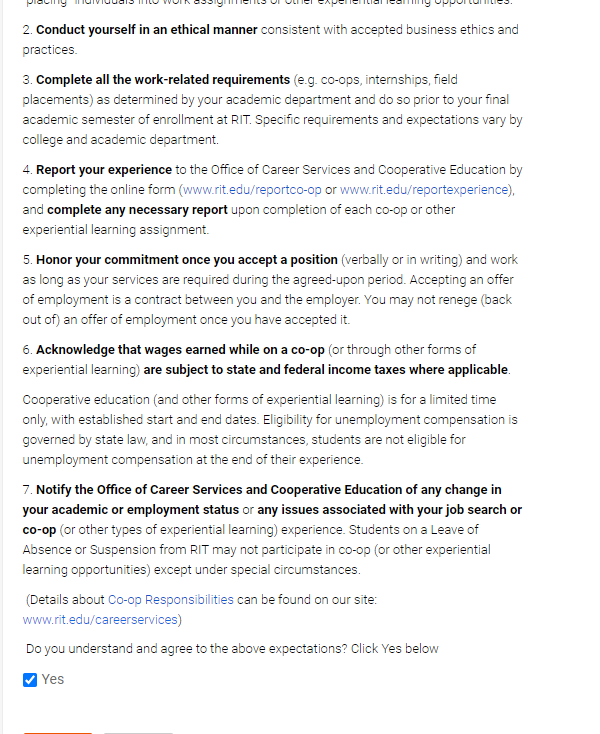 placing" individuals into work assignments or other experiential learning opportunities.
2. Conduct yourself in an ethical manner consistent with accepted business ethics and
practices.
3. Complete all the work-related requirements (e.g. co-ops, internships, field
placements) as determined by your academic department and do so prior to your final
academic semester of enrollment at RIT. Specific requirements and expectations vary by
college and academic department.
4. Report your experience to the Office of Career Services and Cooperative Education by
completing the online form (www.rit.edu/reportco-op or www.rit.edu/reportexperience),
and complete any necessary report upon completion of each co-op or other
experiential learning assignment.
5. Honor your commitment once you accept a position (verbally or in writing) and work
as long as your services are required during the agreed-upon period. Accepting an offer
of employment is a contract between you and the employer. You may not renege (back
out of) an offer of employment once you have accepted it.
6. Acknowledge that wages earned while on a co-op (or through other forms of
experiential learning) are subject to state and federal income taxes where applicable.
Cooperative education (and other forms of experiential learning) is for a limited time
only, with established start and end dates. Eligibility for unemployment compensation is
governed by state law, and in most circumstances, students are not eligible for
unemployment compensation at the end of their experience.
7. Notify the Office of Career Services and Cooperative Education of any change in
your academic or employment status or any issues associated with your job search or
co-op (or other types of experiential learning) experience. Students on a Leave of
Absence or Suspension from RIT may not participate in co-op (or other experiential
learning opportunities) except under special circumstances.
(Details about Co-op Responsibilities can be found on our site:
www.rit.edu/careerservices)
Do you understand and agree to the above expectations? Click Yes below
Yes